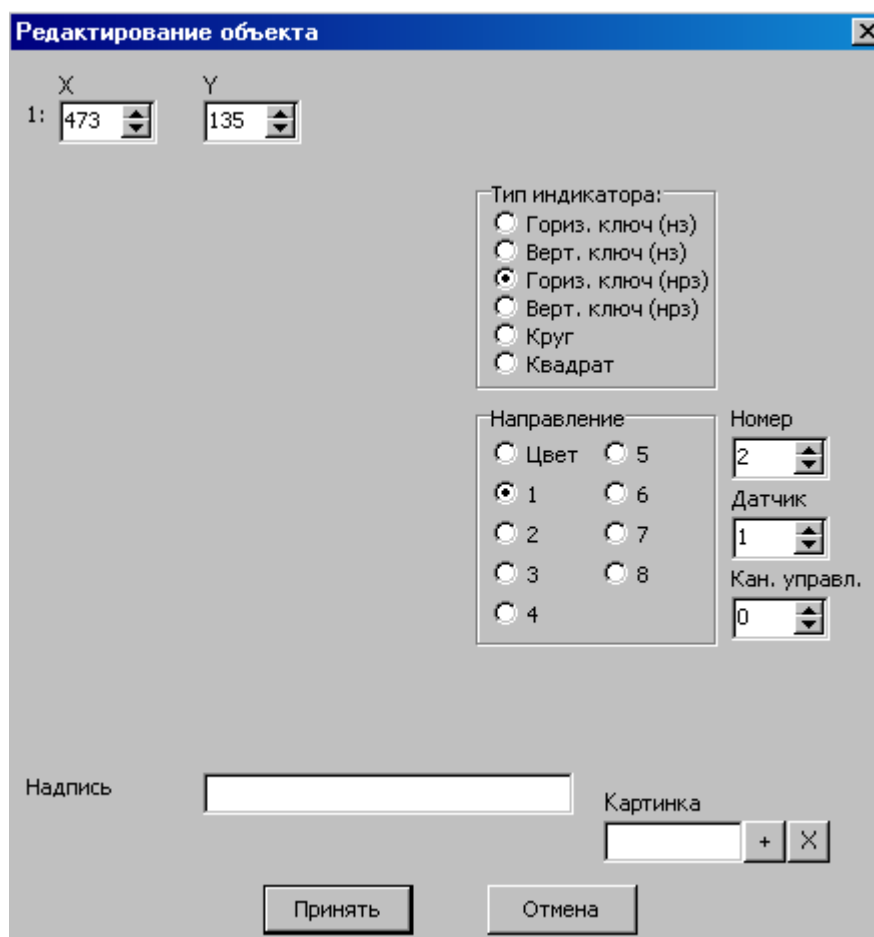 Редактирование объекта
X Y
1: 473 135
Тип индикатора:
Гориз. ключ (нз)
Верт. ключ (нз)
Гориз. ключ (нрз)
Верт. ключ (нрз)
Круг
Квадрат
Направление Номер
Цвет 5 2
1 6 Датчик
2 7 1
3 8 Кан. управл.
4 0
Надпись
Картинка
+ X
Принять Отмена